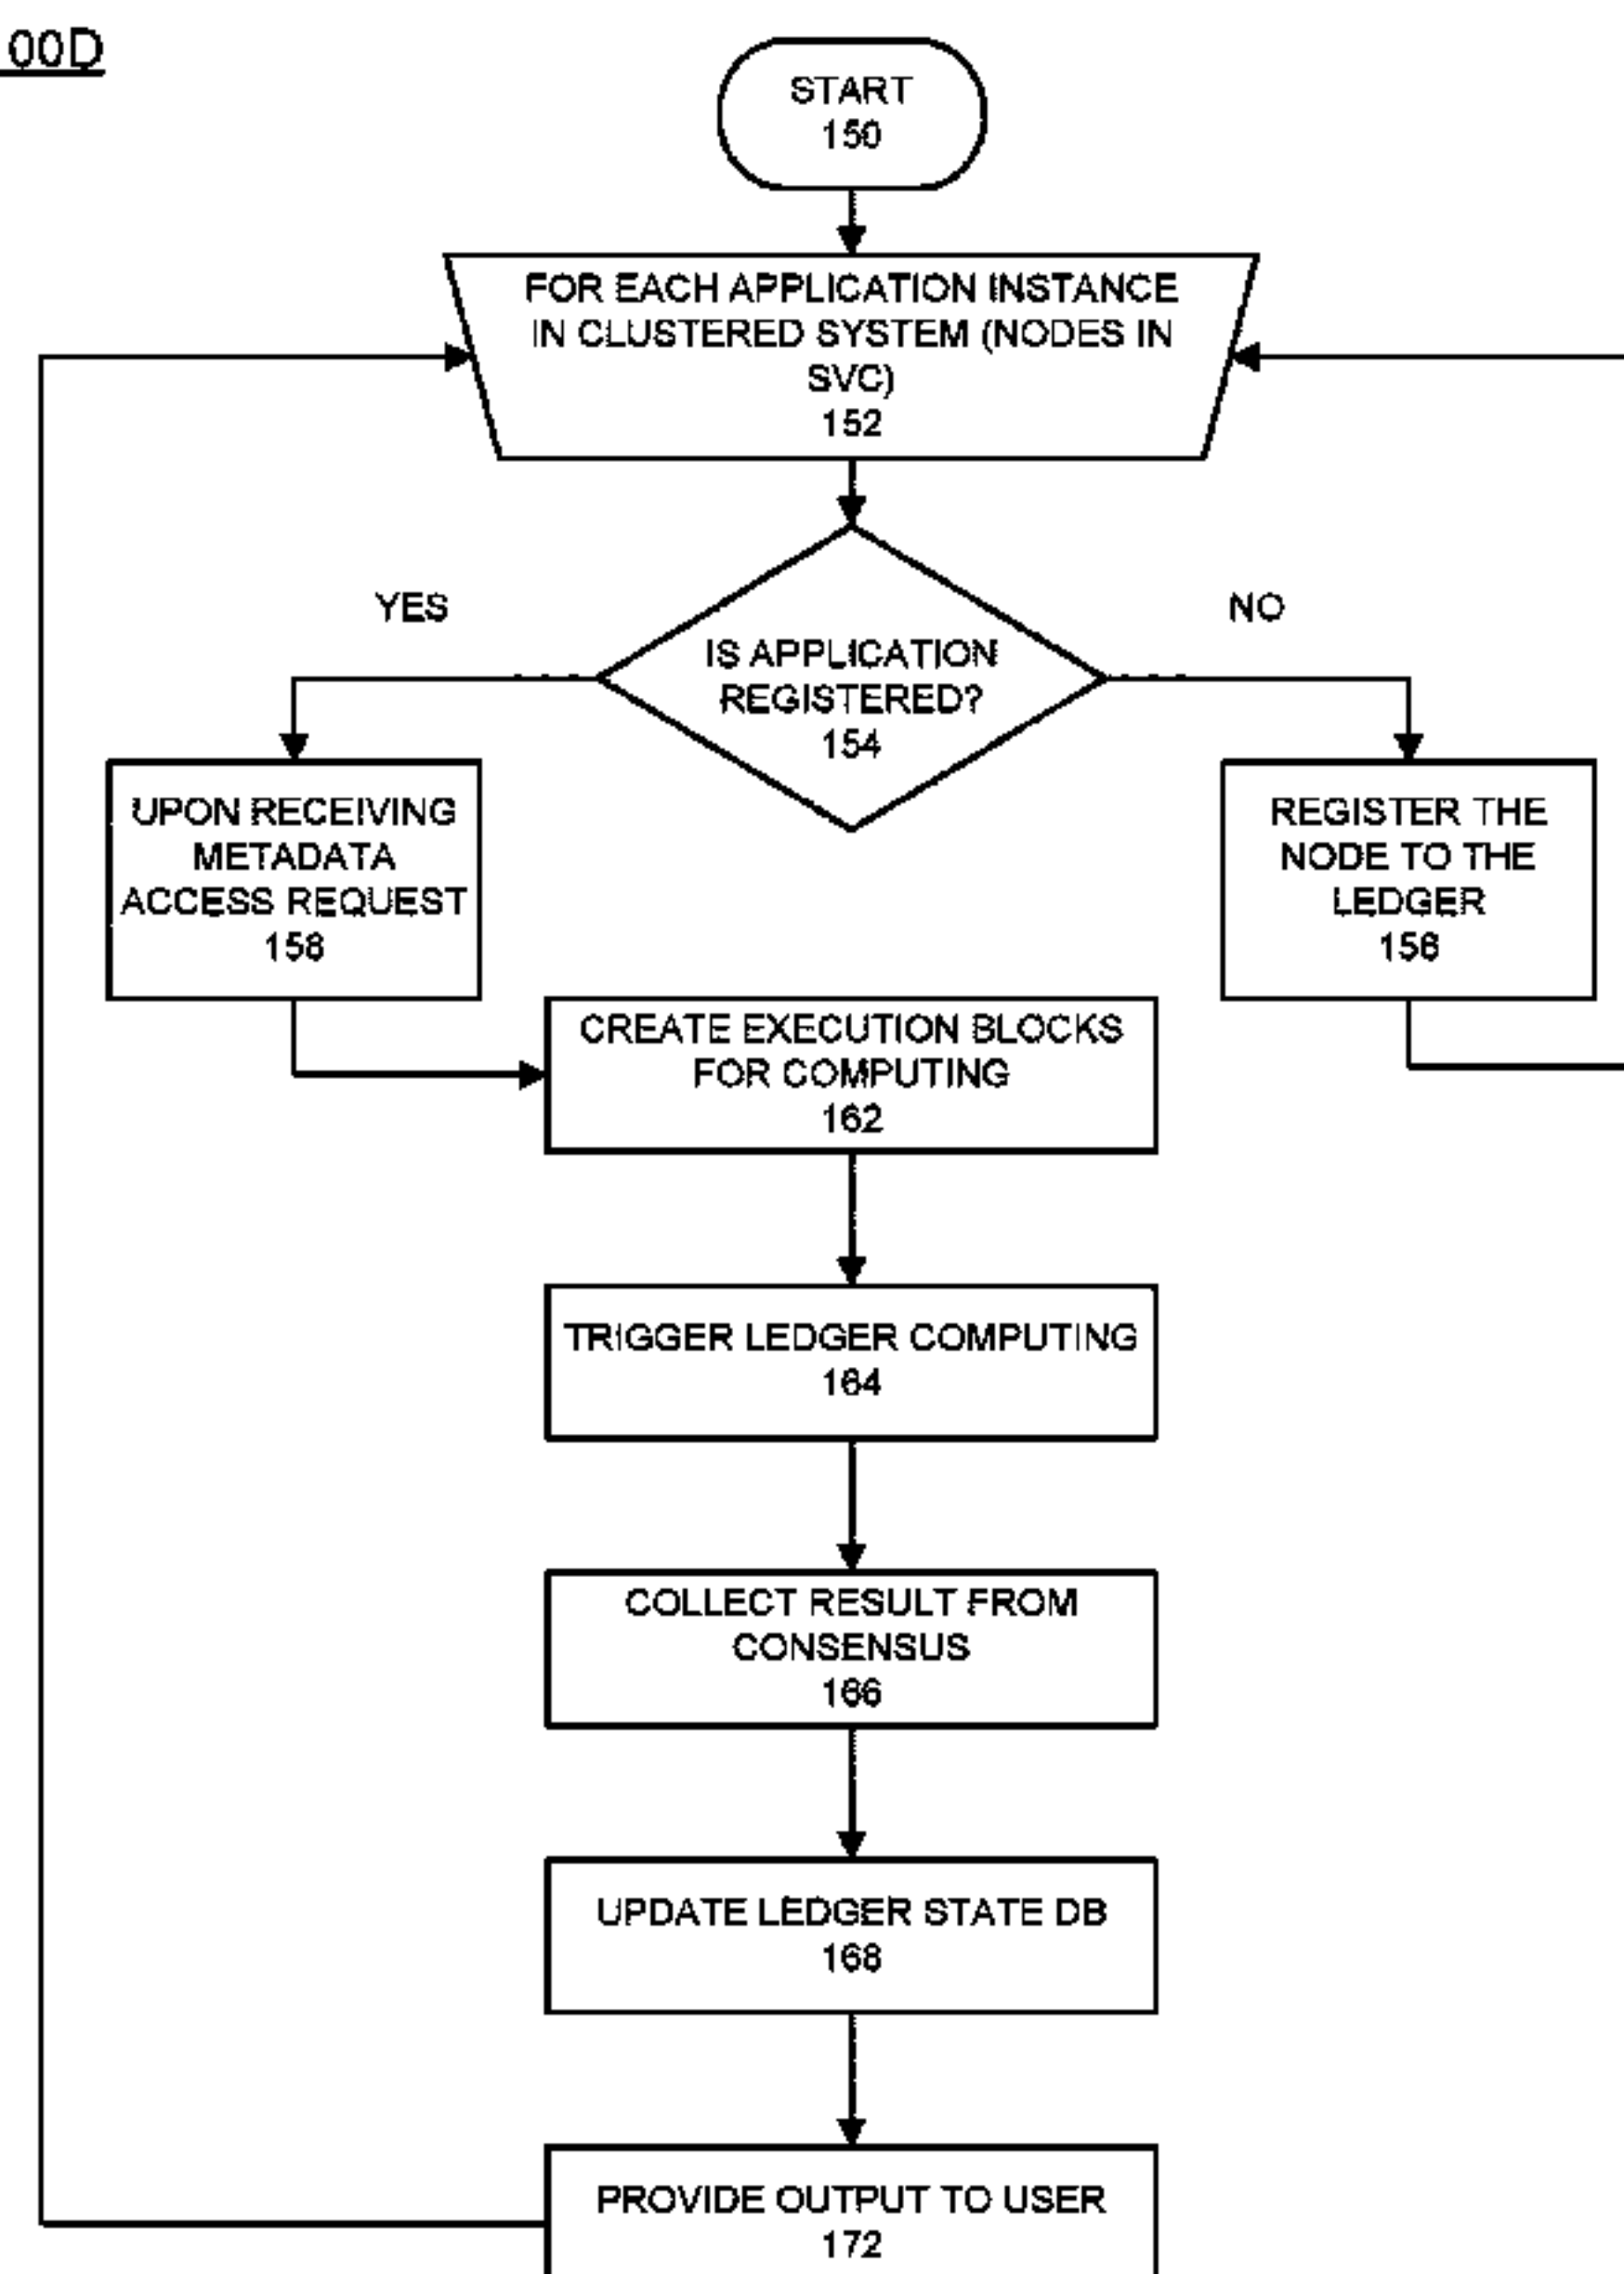 00D
START
150
FOR EACH APPLICATION INSTANCE
IN CLUSTERED SYSTEM (NODES IN
SVC)
152
YES
NO
IS APPLICATION
REGISTERED?
154
UPON RECEIVING
METADATA
ACCESS REQUEST
158
REGISTER THE
NODE TO THE
LEDGER
156
CREATE EXECUTION BLOCKS
FOR COMPUTING
162
TRIGGER LEDGER COMPUTING
164
COLLECT RESULT FROM
CONSENSUS
166
UPDATE LEDGER STATE DB
168
PROVIDE OUTPUT TO USER
172